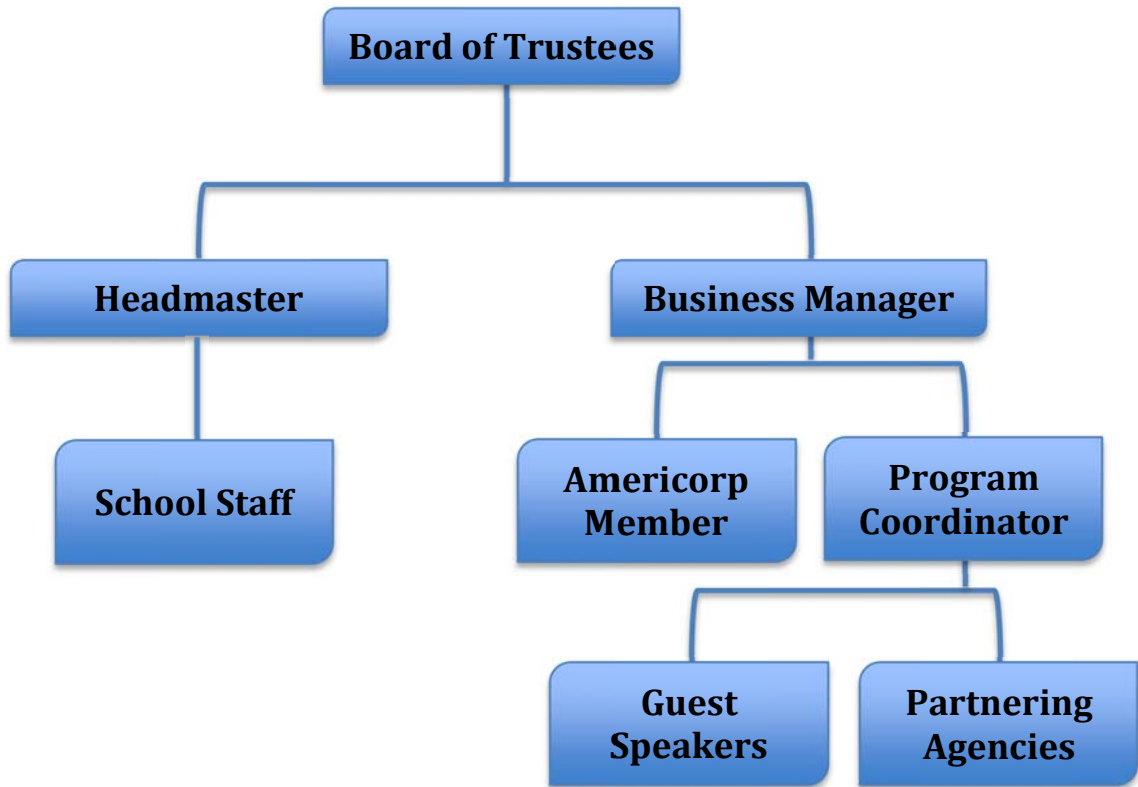 Board of Trustees
Headmaster
Business Manager
School Staff
Americorp
Member
Program
Coordinator
Guest
Speakers
Partnering
Agencies